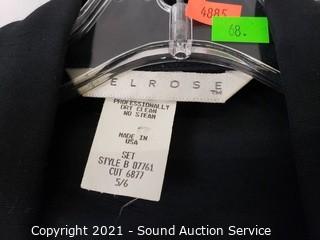 4885
68.
ELROSE
TM
PROFESSIONALLY
DRY CLEAN
NO STEAM
MADE IN
USA
SET
STYLE B 07761
CUT 6877
5/6
Copyright 2021 - Sound Auction Service